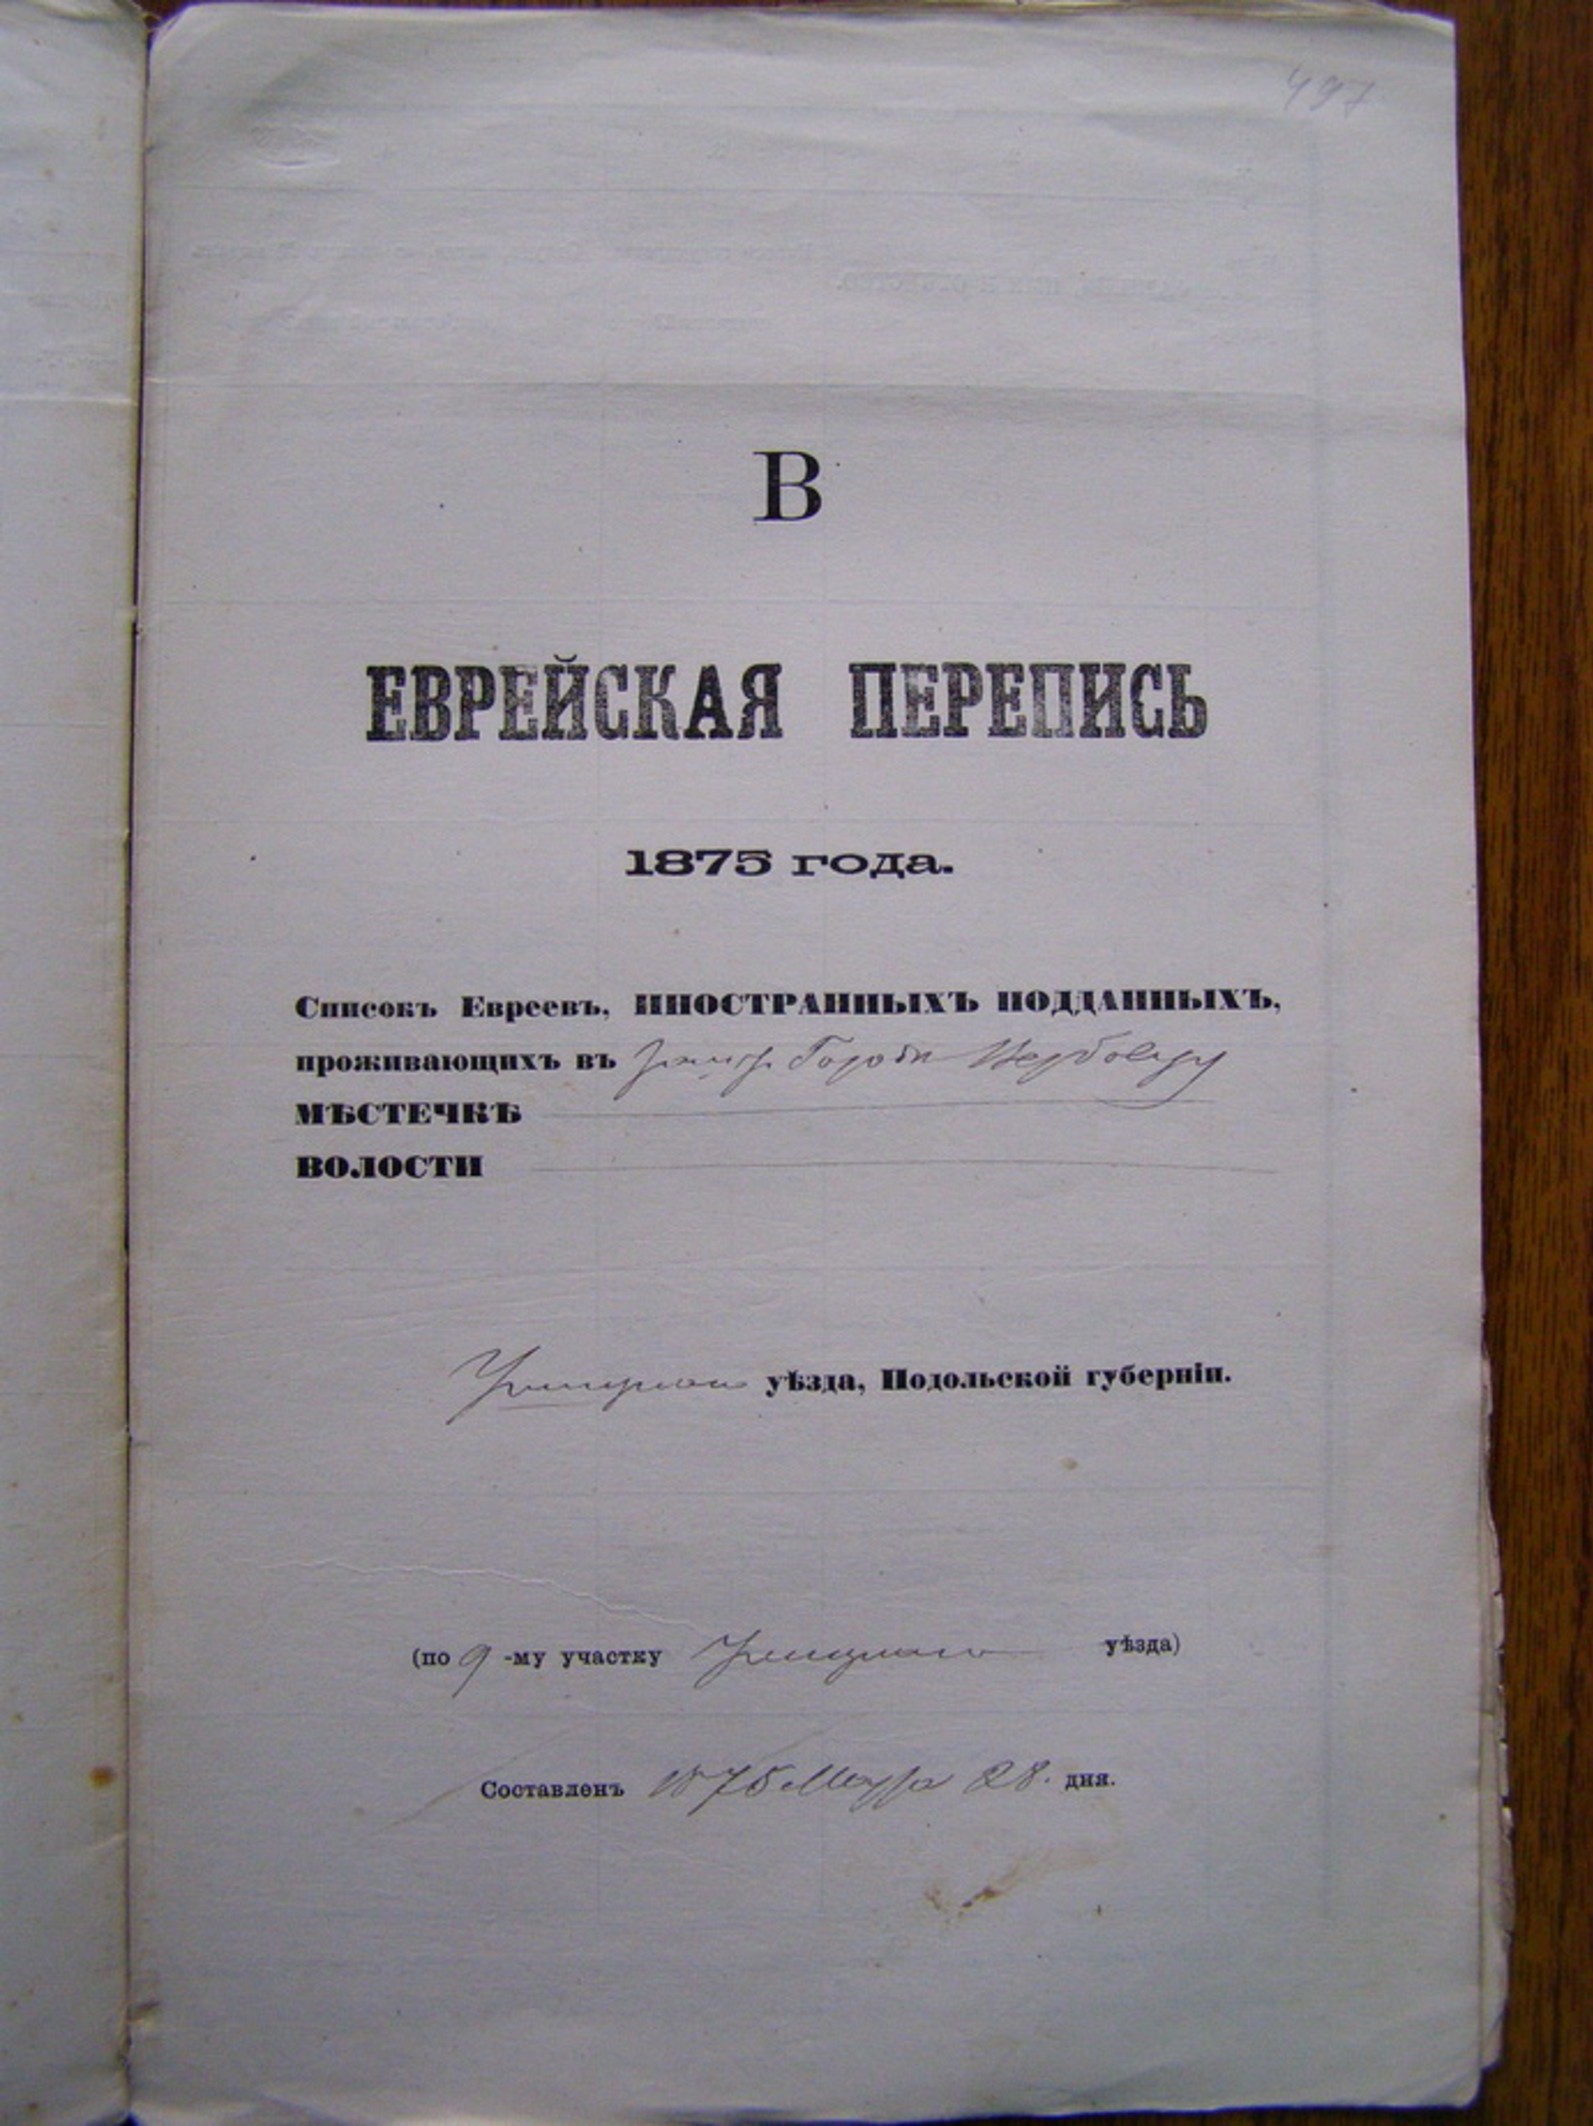 497
В
ЕВРЕЙСКАЯ ПЕРЕПИСЬ
1875 года.
Списокъ Евреевъ, ИНОСТРАННЫХЪ ПОДДАННЫХЪ,
проживающихъ въ
МѢСТЕЧКѢ
ВОЛОСТИ
уѣзда, Подольской губерніи.
(по 9 -му участку уѣзда)
Составленъ 1875 Марта 28. дня.